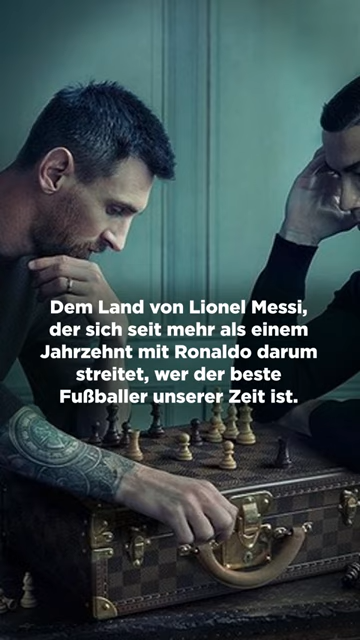 Dem Land von Lionel Messi,
der sich seit mehr als einem
Jahrzehnt mit Ronaldo darum
streitet, wer der beste
Fußballer unserer Zeit ist.